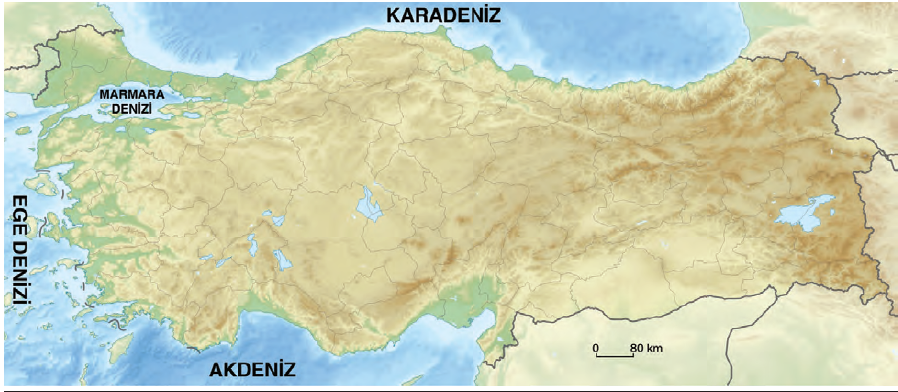 KARADENİZ
MARMARA
DENİZİ
EGE DENİZİ
AKDENİZ
0 80 km